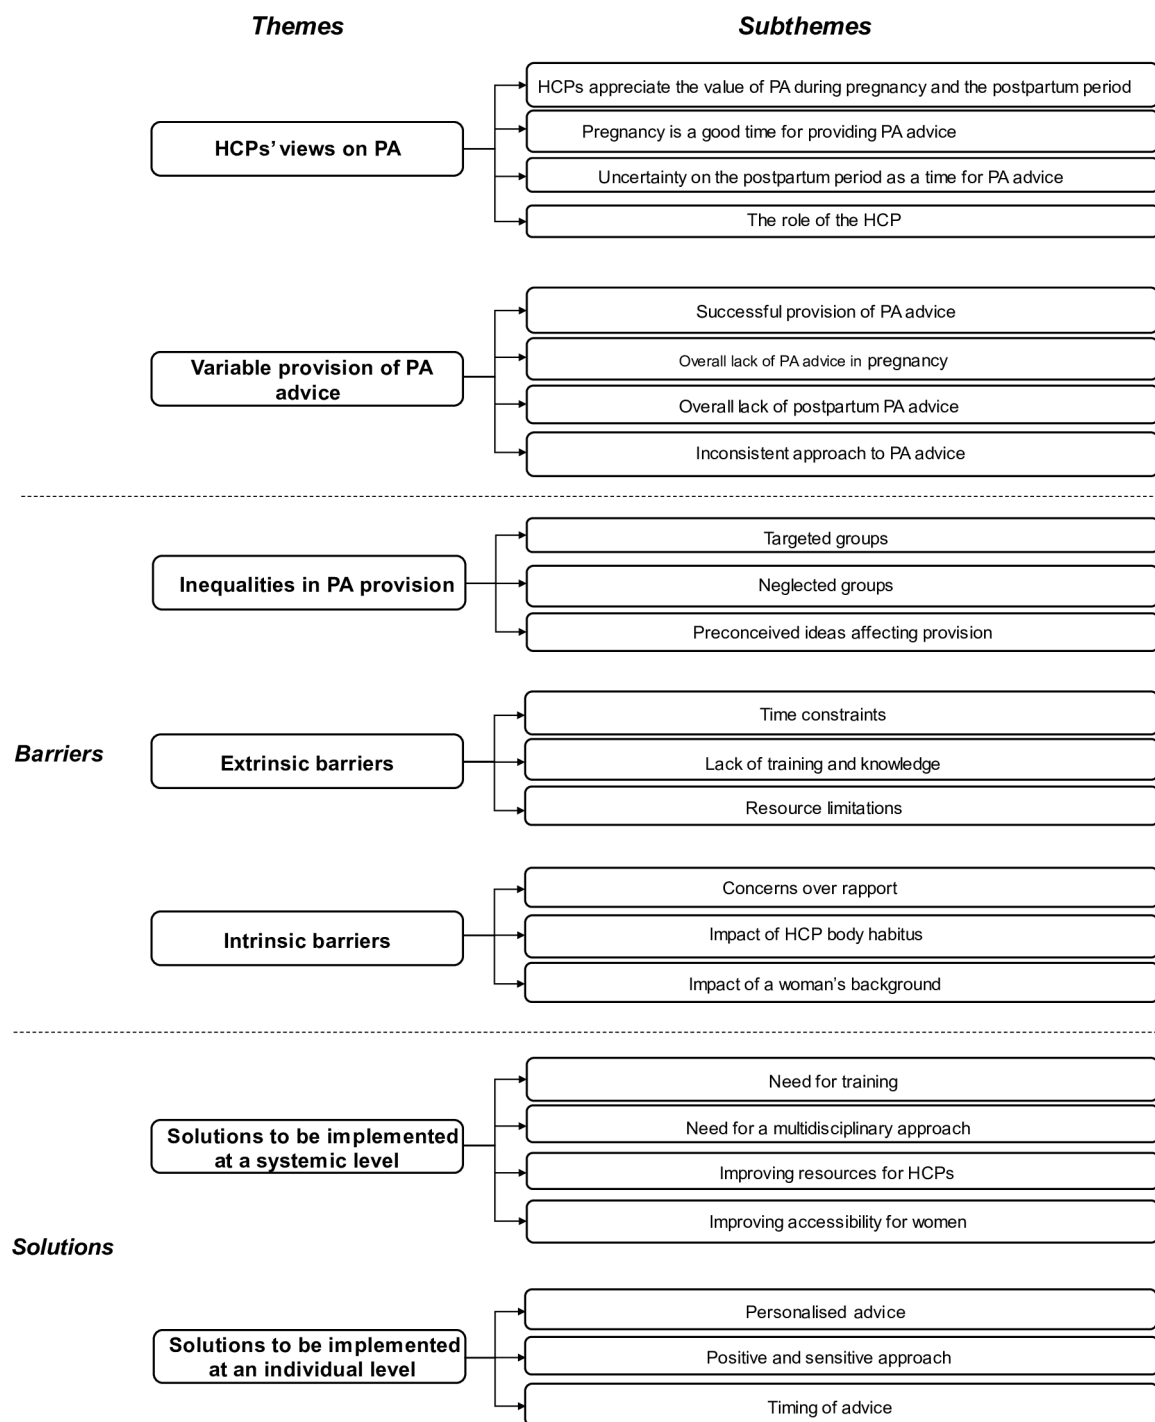 Themes
Subthemes
HCPs' views on PA
HCPs appreciate the value of PA during pregnancy and the postpartum period
Pregnancy is a good time for providing PA advice
Uncertainty on the postpartum period as a time for PA advice
The role of the HCP
Variable provision of PA
advice
Successful provision of PA advice
Overall lack of PA advice in pregnancy
Overall lack of postpartum PA advice
Inconsistent approach to PA advice
Barriers
Inequalities in PA provision
Targeted groups
Neglected groups
Preconceived ideas affecting provision
Extrinsic barriers
Time constraints
Lack of training and knowledge
Resource limitations
Intrinsic barriers
Concerns over rapport
Impact of HCP body habitus
Impact of a woman's background
Solutions
Solutions to be implemented
at a systemic level
Need for training
Need for a multidisciplinary approach
Improving resources for HCPs
Improving accessibility for women
Solutions to be implemented
at an individual level
Personalised advice
Positive and sensitive approach
Timing of advice